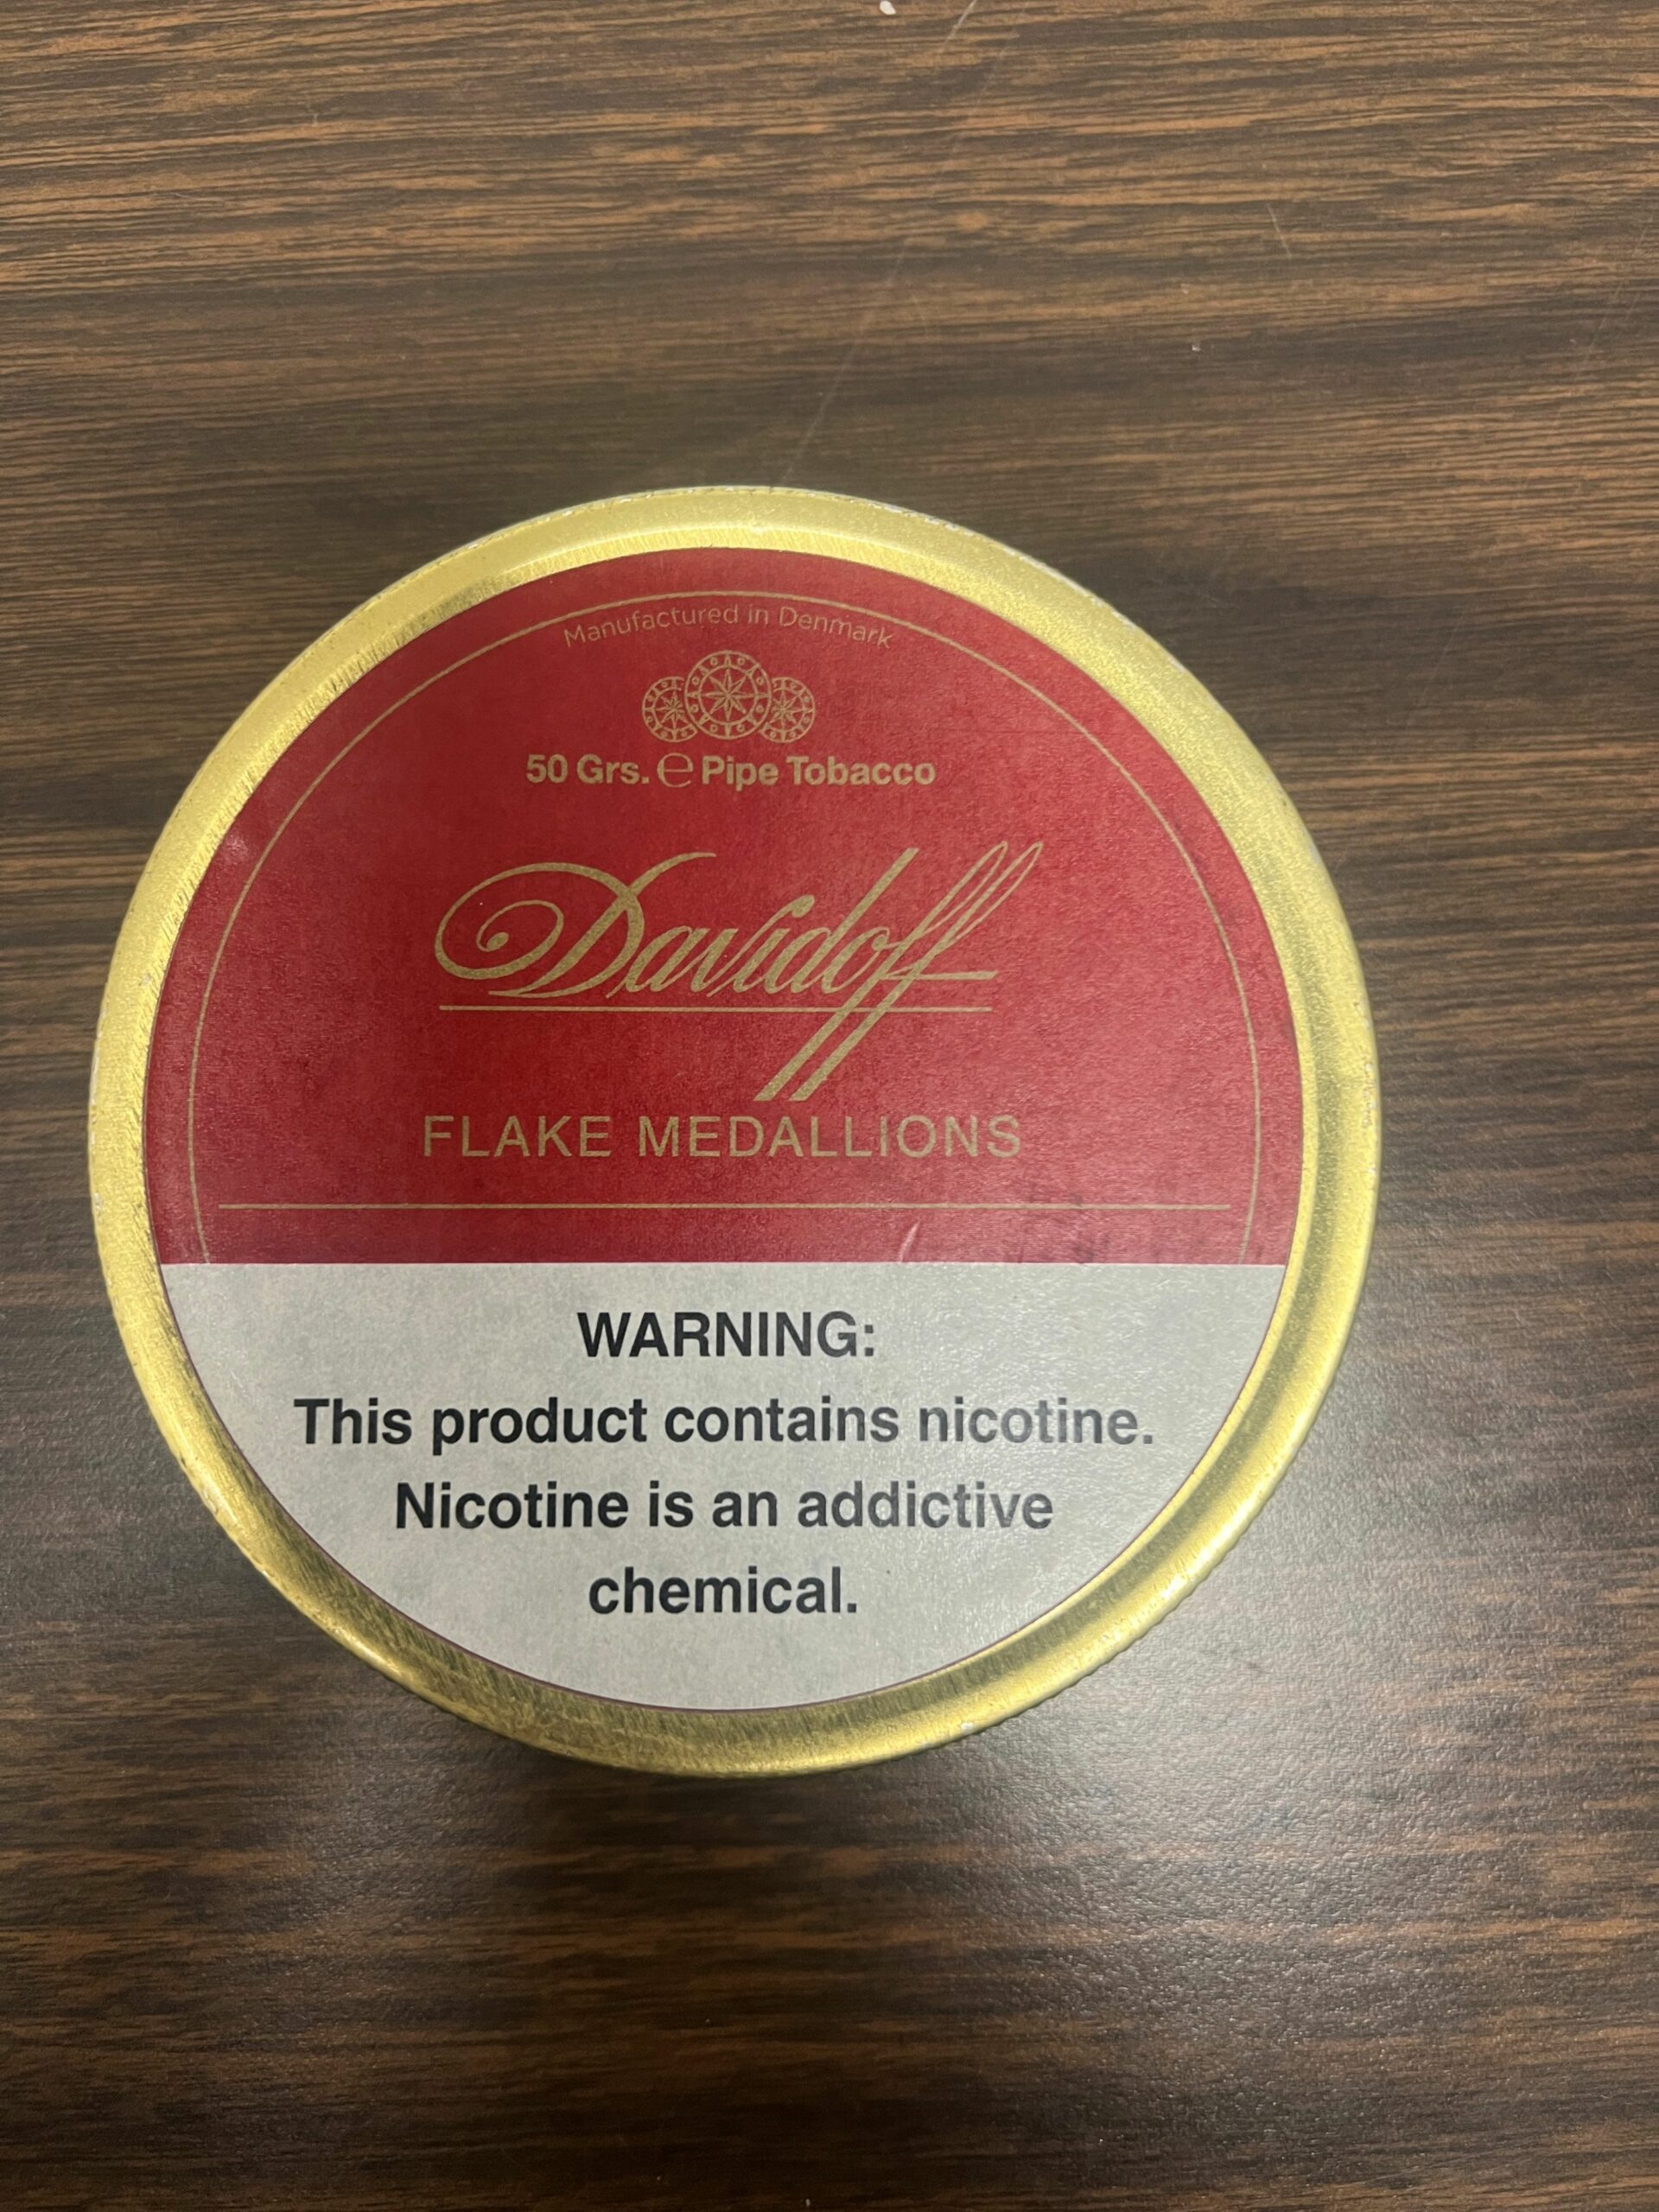 Manufactured in Denmark
50 Grs. ℮ Pipe Tobacco
Davidoff
FLAKE MEDALLIONS
WARNING:
This product contains nicotine.
Nicotine is an addictive
chemical.